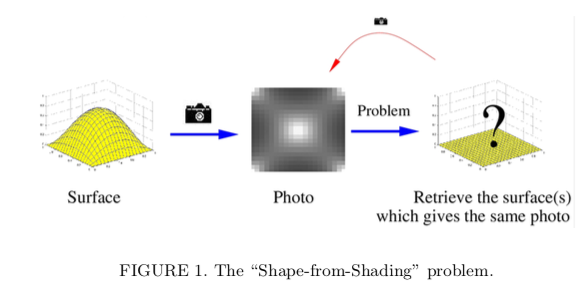 Problem
?
Surface
Photo
Retrieve the surface(s)
which gives the same photo
FIGURE 1. The “Shape-from-Shading” problem.